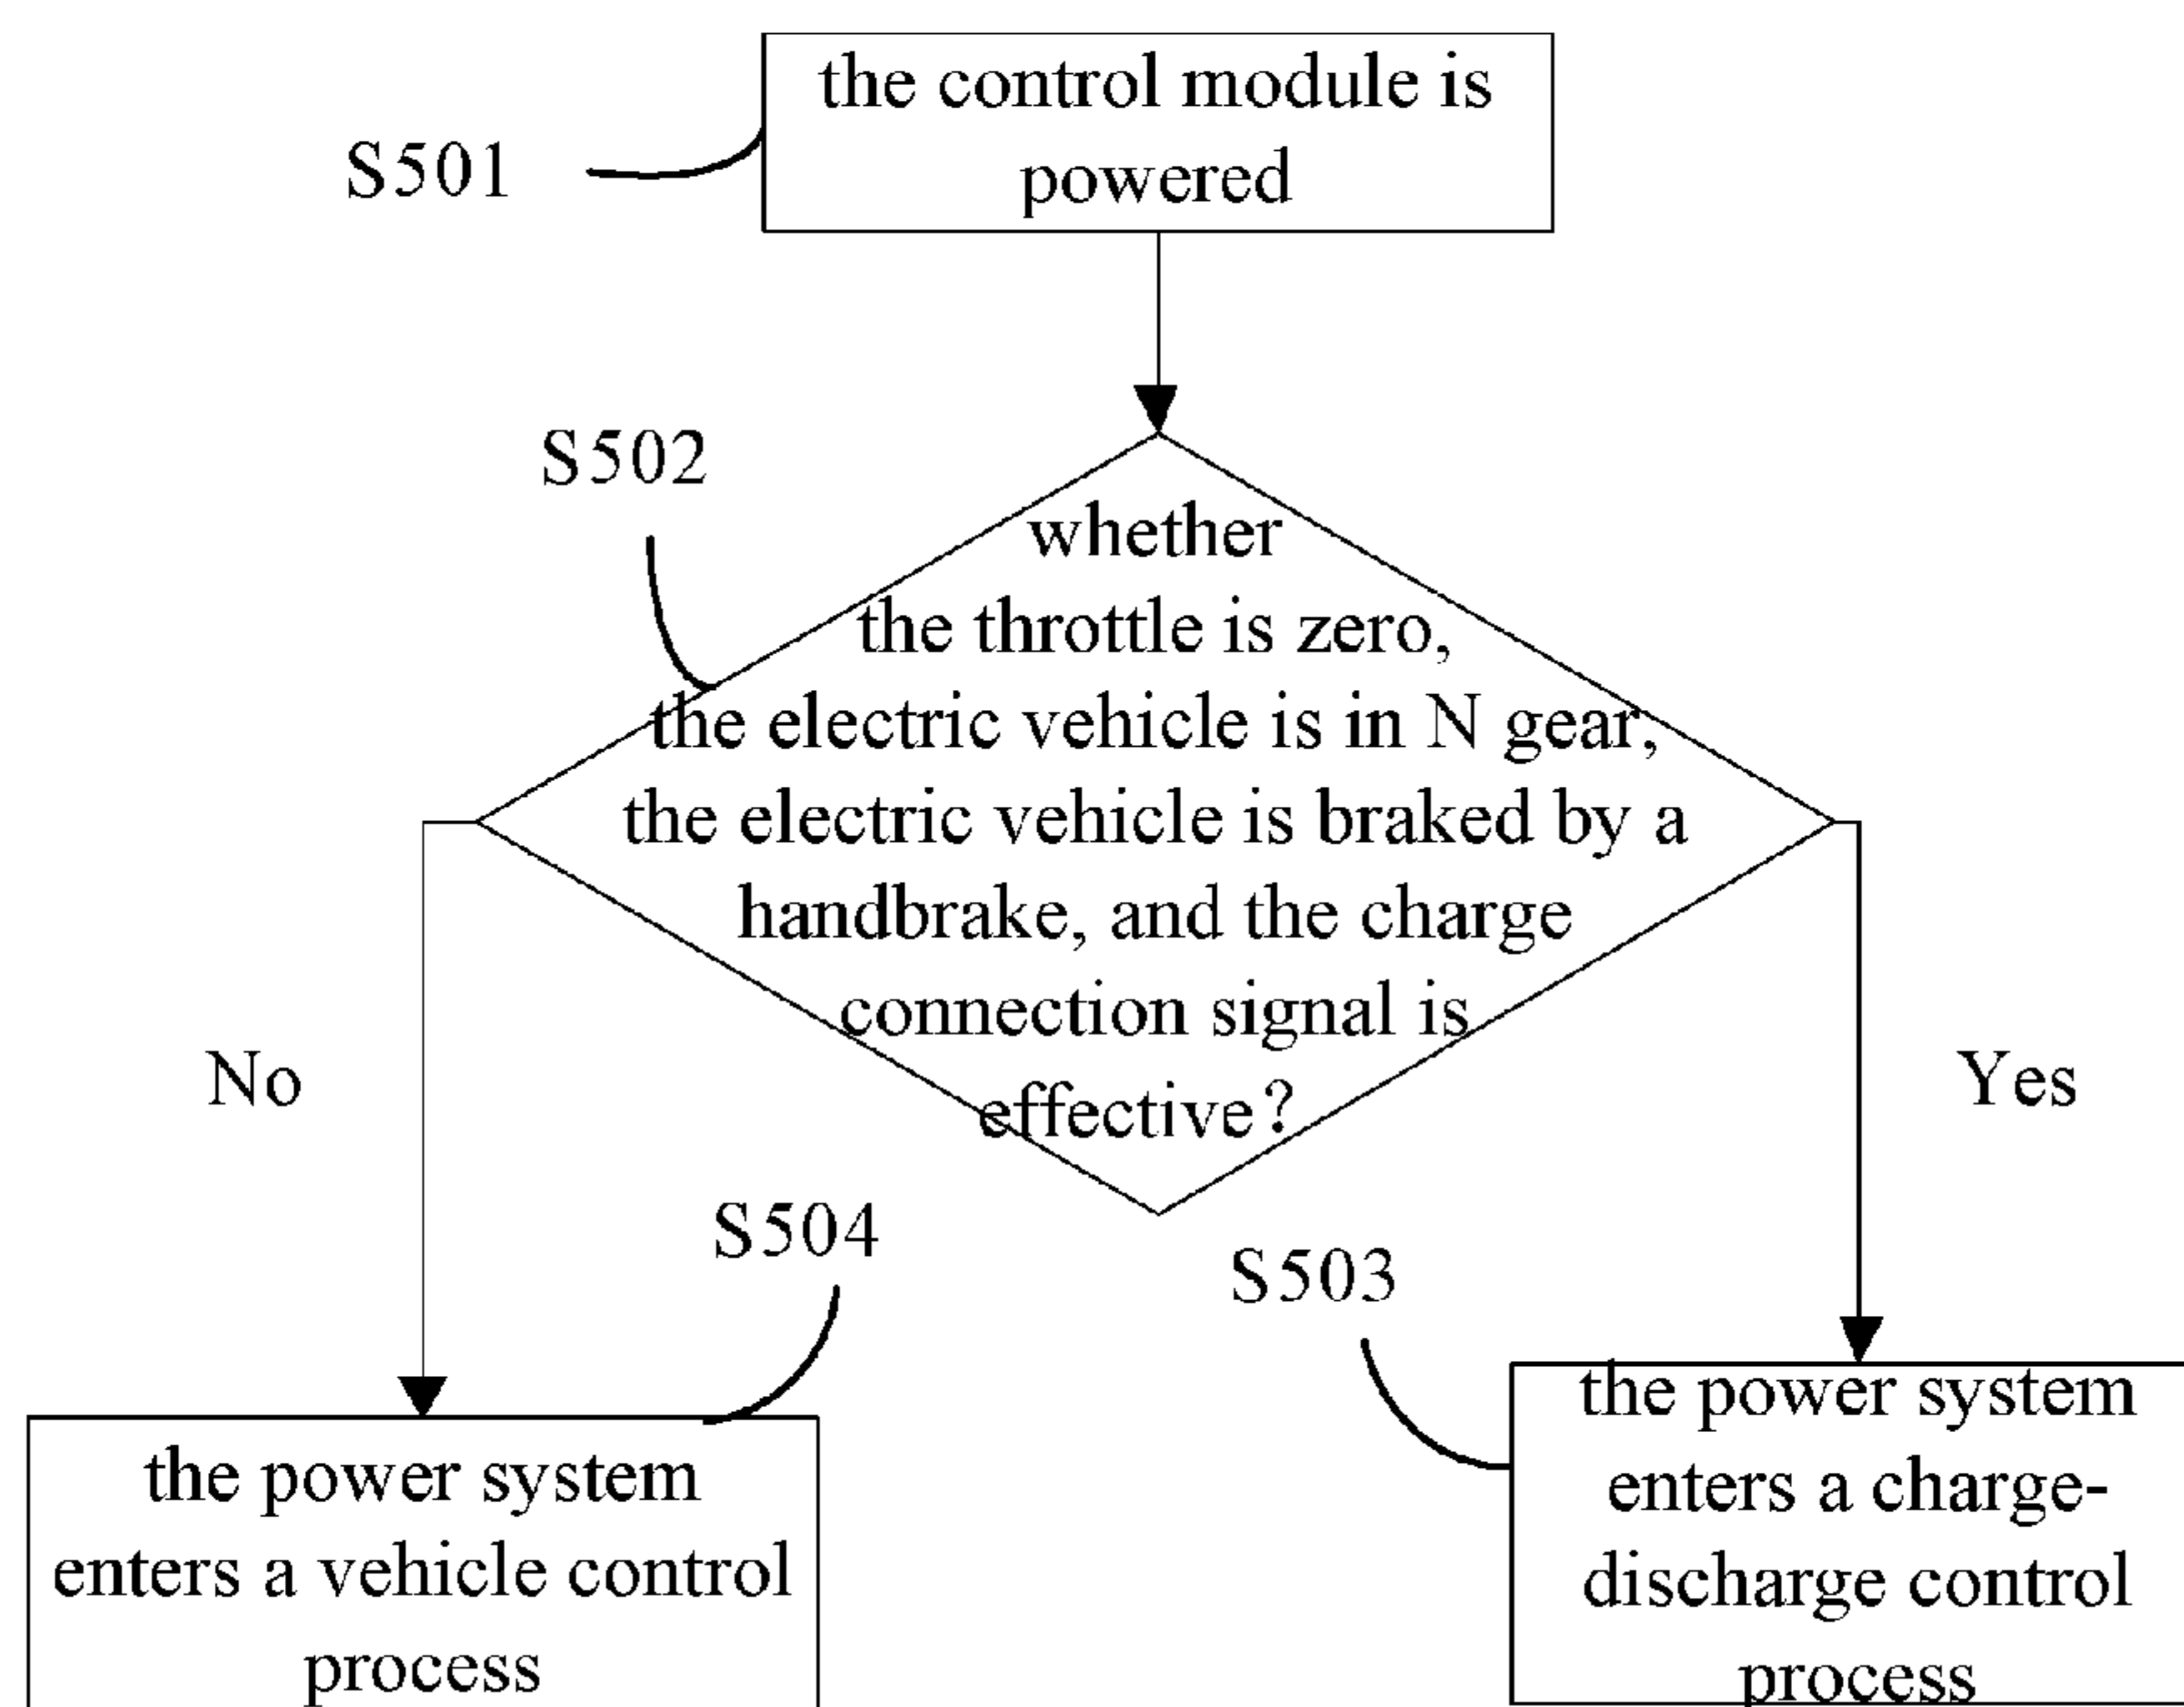 the control module is
powered
S501
S502
whether
the throttle is zero,
the electric vehicle is in N gear,
the electric vehicle is braked by a
handbrake, and the charge
connection signal is
effective?
No
Yes
S504
S503
the power system
enters a vehicle control
process
the power system
enters a charge-
discharge control
process